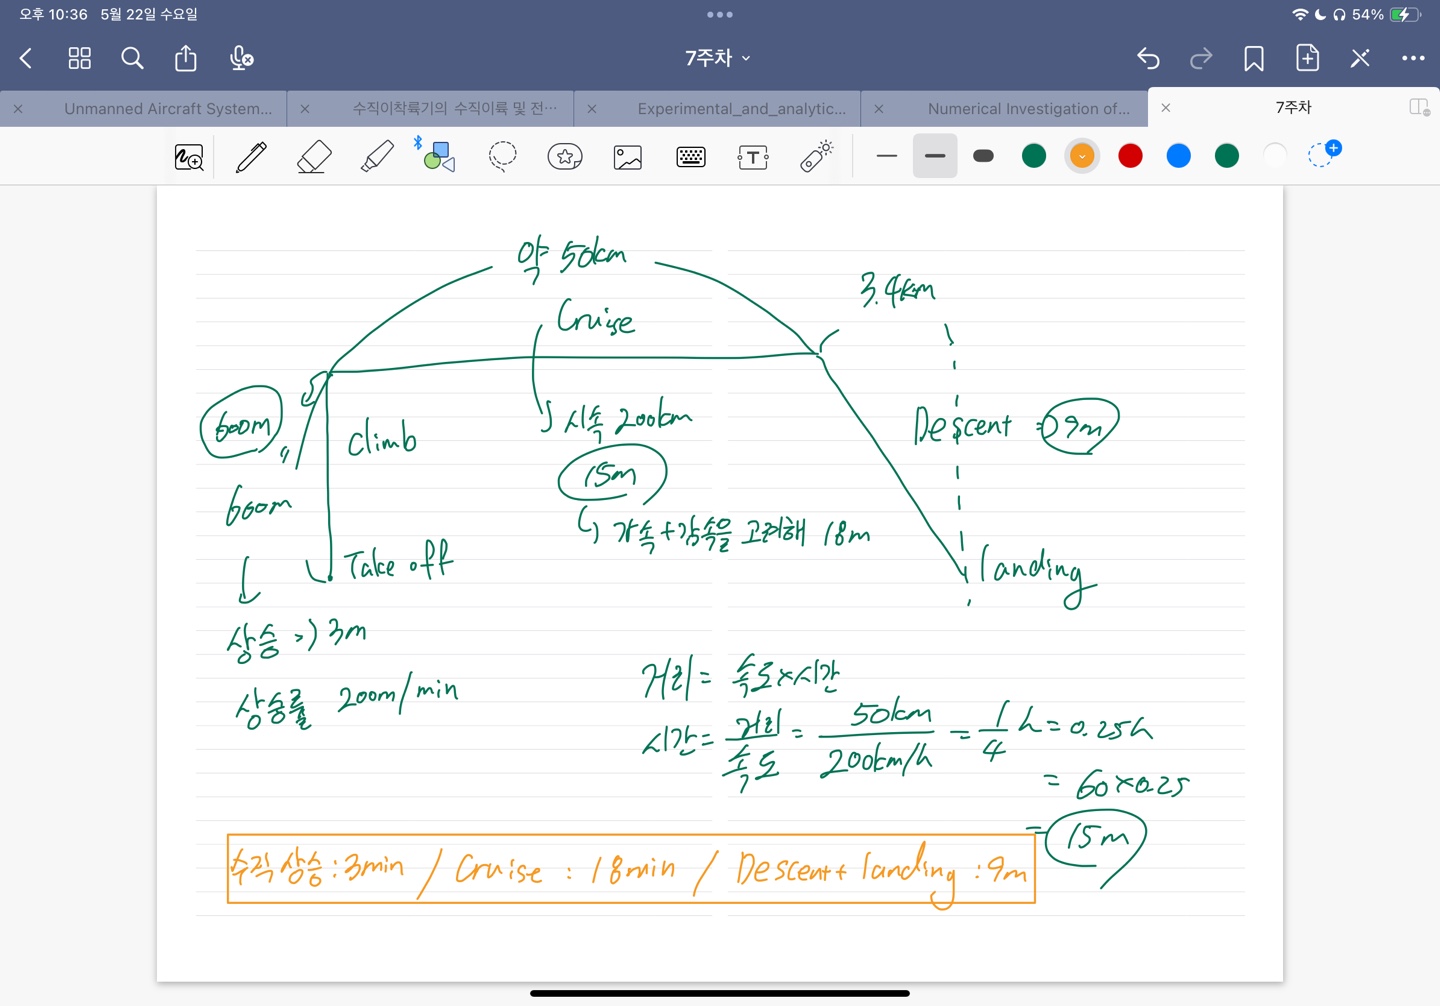 오후 10:36 5월 22일 수요일
54%
7주차
Unmanned Aircraft System...
수직이착륙기의 수직이륙 및 전...
Experimental_and_analytic...
Numerical Investigation of...
7주차
약 50km
3.4km
Cruise
600m
Climb
시속 200km
Descent => 9m
15m
600m
가속+감속을 고려해 18m
Take off
landing
상승 => 3m
상승률 200m/min
거리= 속도×시간
시간= 거리/속도 = 50km/200km/h = 1/4 h = 0.25h
= 60×0.25
= 15m
수직 상승 : 3min / Cruise : 18min / Descent+ landing : 9m